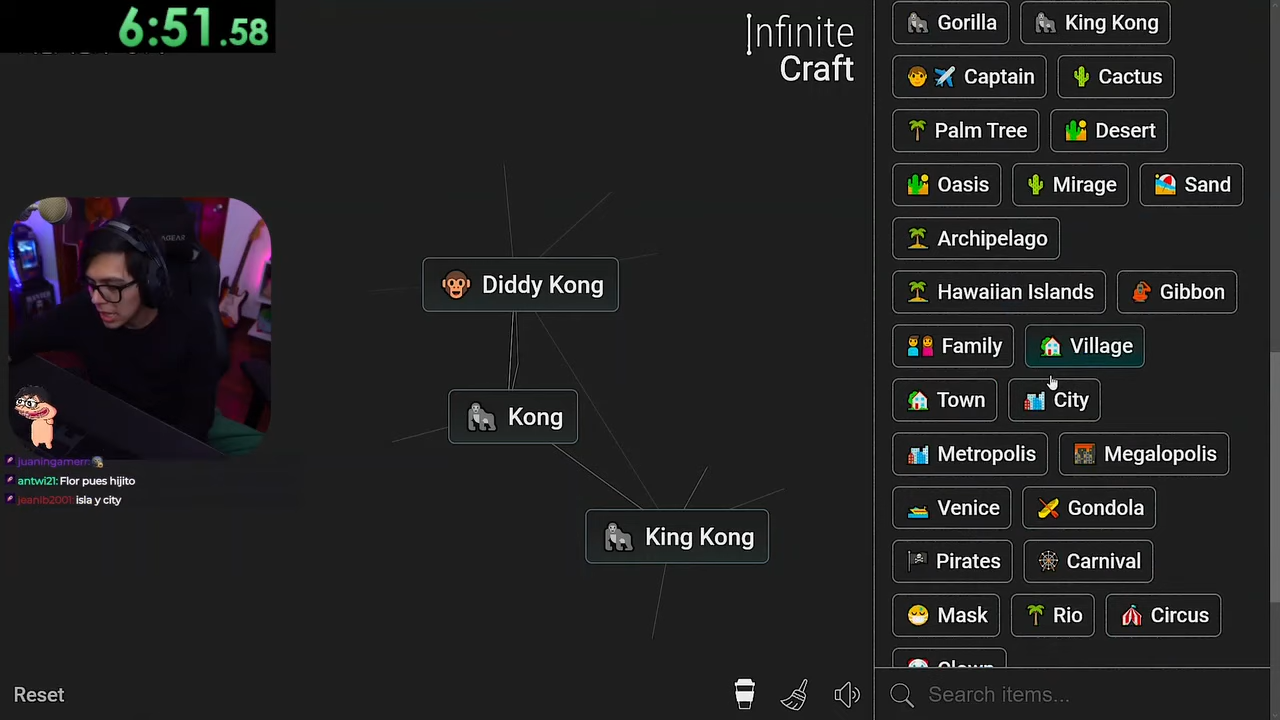 6:51.58
Infinite
Craft
Gorilla
King Kong
Captain
Cactus
Palm Tree
Desert
Oasis
Mirage
Sand
Archipelago
Hawaiian Islands
Gibbon
Family
Village
Town
City
Metropolis
Megalopolis
Venice
Gondola
Pirates
Carnival
Mask
Rio
Circus
Clown
Search items...
Diddy Kong
Kong
King Kong
juaningamerr:
antwi21: Flor pues hijito
jeanib2001: isla y city
Reset